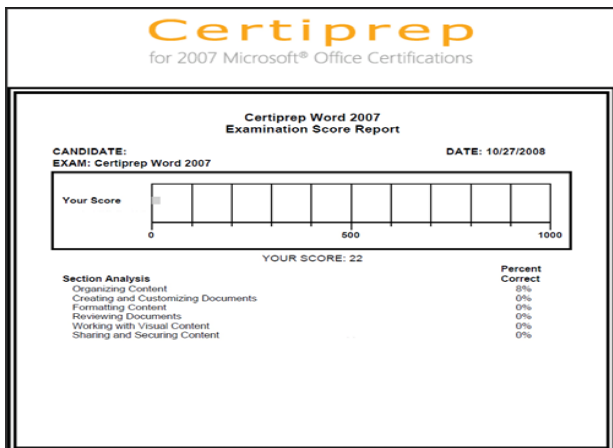 Certiprep
for 2007 Microsoft® Office Certifications
Certiprep Word 2007
Examination Score Report
CANDIDATE: DATE: 10/27/2008
EXAM: Certiprep Word 2007
Your Score
0 500 1000
YOUR SCORE: 22
Percent
Section Analysis Correct
Organizing Content 8%
Creating and Customizing Documents 0%
Formatting Content 0%
Reviewing Documents 0%
Working with Visual Content 0%
Sharing and Securing Content 0%